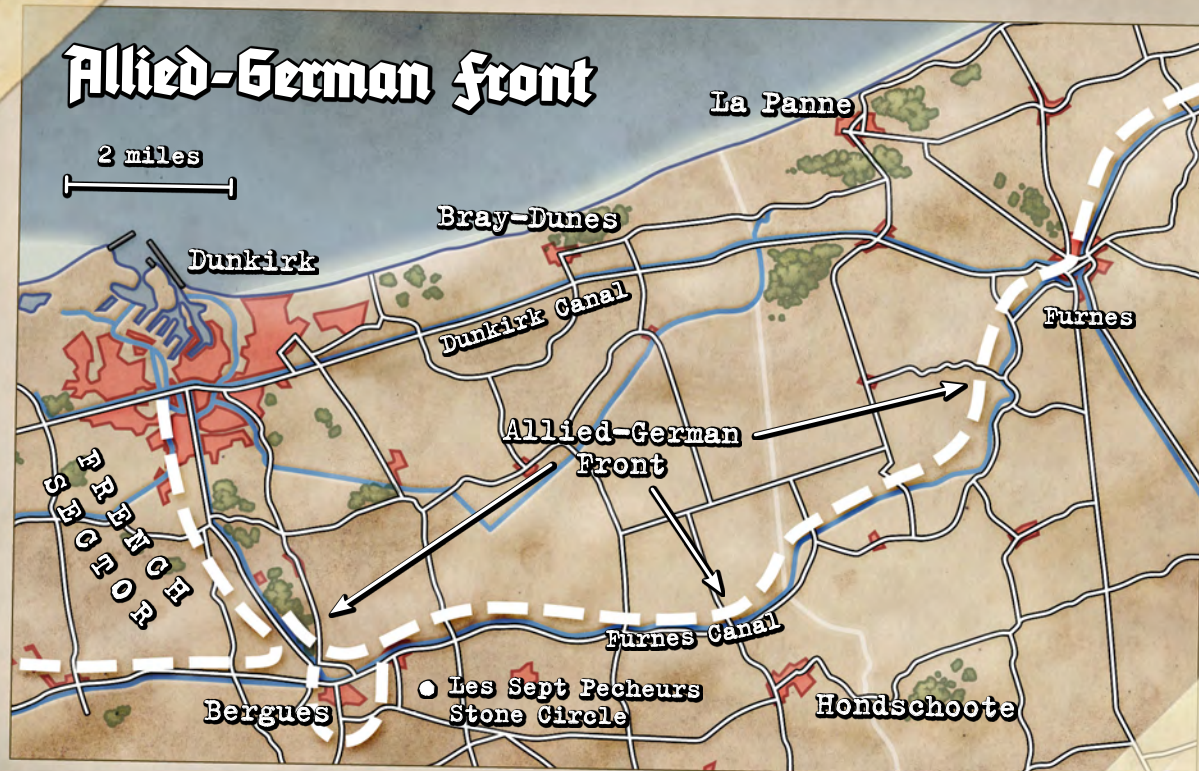 Allied-German Front
2 miles
La Panne
Bray-Dunes
Dunkirk
Dunkirk Canal
Furnes
Allied-German
Front
FRENCH
SECTOR
Furnes Canal
Les Sept Pecheurs
Stone Circle
Bergues
Hondschoote